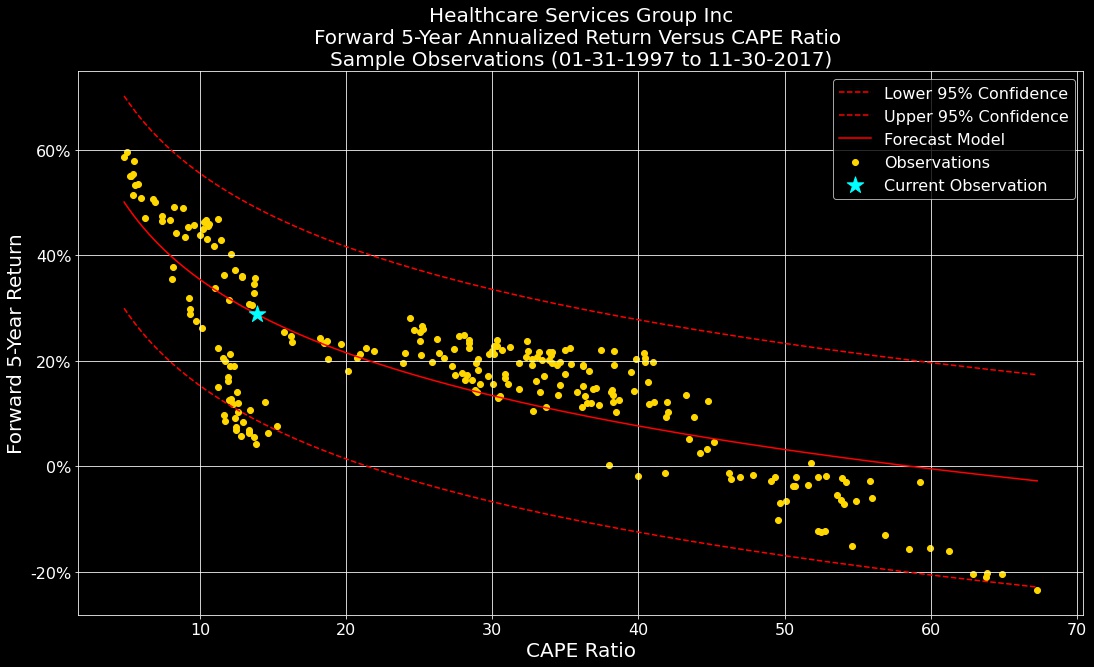 Healthcare Services Group Inc
Forward 5-Year Annualized Return Versus CAPE Ratio
Sample Observations (01-31-1997 to 11-30-2017)
Lower 95% Confidence
Upper 95% Confidence
Forecast Model
Observations
Current Observation
Forward 5-Year Return
60%
40%
20%
0%
-20%
10
20
30
40
50
60
70
CAPE Ratio